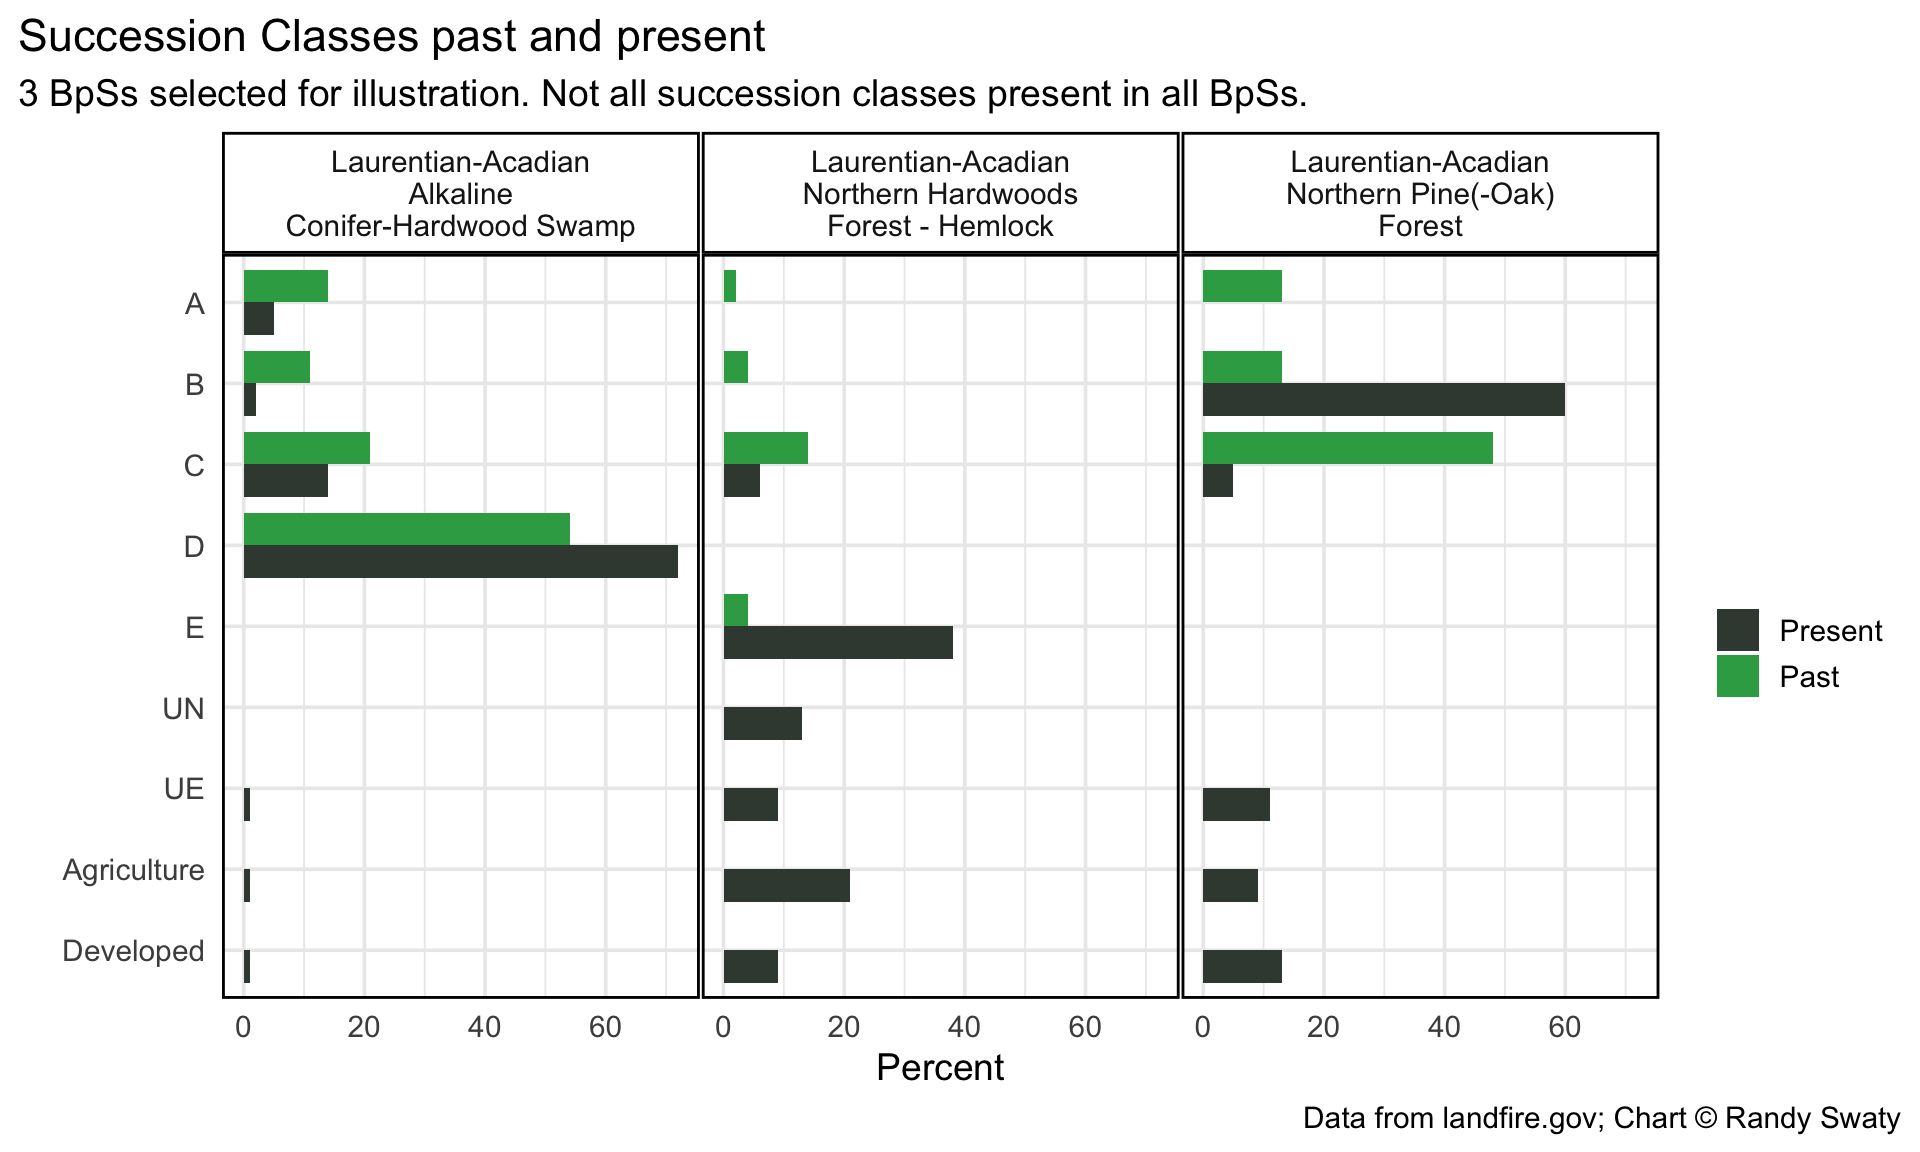 Succession Classes past and present
3 BpSs selected for illustration. Not all succession classes present in all BpSs.
Laurentian-Acadian
Alkaline
Conifer-Hardwood Swamp
Laurentian-Acadian
Northern Hardwoods
Forest - Hemlock
Laurentian-Acadian
Northern Pine(-Oak)
Forest
A
B
C
D
E
UN
UE
Agriculture
Developed
Present
Past
0 20 40 60
0 20 40 60
0 20 40 60
Percent
Data from landfire.gov; Chart © Randy Swaty